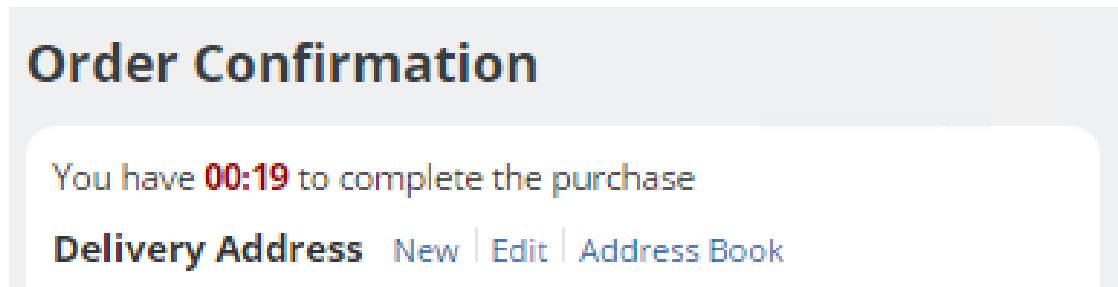 Order Confirmation
You have 00:19 to complete the purchase
Delivery Address New Edit Address Book